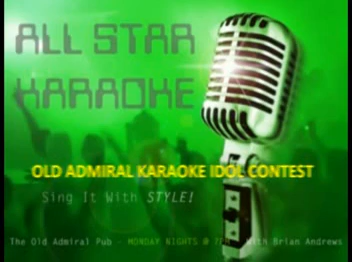 ALL STAR
KARAOKE
OLD ADMIRAL KARAOKE IDOL CONTEST
Sing It With STYLE!
The Old Admiral Pub - MONDAY NIGHTS @ 7PM - With Brian Andrews